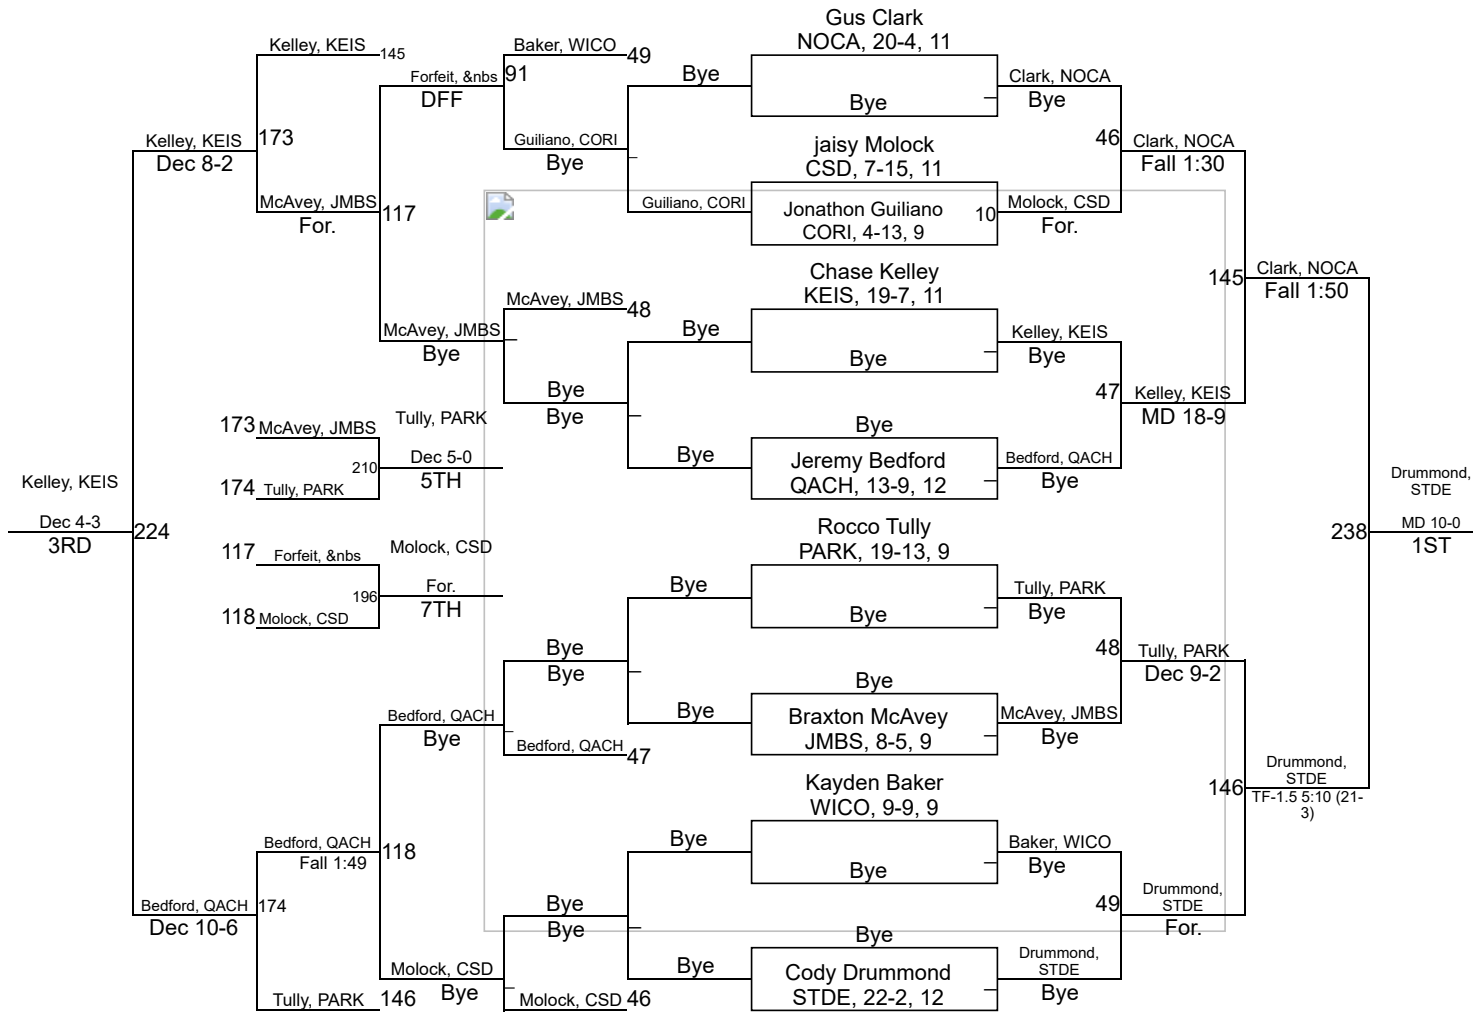 Gus Clark
NOCA, 20-4, 11
Kelley, KEIS
145
Baker, WICO
49
Forfeit, &nbs
91
Bye
Clark, NOCA
DFF
Bye
Bye
Kelley, KEIS
173
Guiliano, CORI
jaisy Molock
46
Clark, NOCA
Dec 8-2
Bye
CSD, 7-15, 11
Fall 1:30
McAvey, JMBS
117
Guiliano, CORI
Jonathon Guiliano
10
Molock, CSD
For.
CORI, 4-13, 9
For.
Chase Kelley
145
Clark, NOCA
McAvey, JMBS
48
KEIS, 19-7, 11
Fall 1:50
McAvey, JMBS
Bye
Kelley, KEIS
Bye
Bye
Bye
Bye
47
Kelley, KEIS
Bye
MD 18-9
173
McAvey, JMBS
Tully, PARK
Bye
210
Dec 5-0
Bye
Jeremy Bedford
Bedford, QACH
5TH
QACH, 13-9, 12
Bye
174
Tully, PARK
Kelley, KEIS
Drummond,
STDE
Dec 4-3
224
Rocco Tully
238
MD 10-0
3RD
PARK, 19-13, 9
1ST
117
Forfeit, &nbs
Molock, CSD
196
For.
Bye
Tully, PARK
7TH
Bye
Bye
118
Molock, CSD
Bye
48
Tully, PARK
Bye
Bye
Dec 9-2
Bedford, QACH
Bye
Braxton McAvey
McAvey, JMBS
Bye
JMBS, 8-5, 9
Bye
Bedford, QACH
47
Kayden Baker
146
Drummond,
STDE
WICO, 9-9, 9
TF-1.5 5:10 (21-
3)
Bedford, QACH
118
Bye
Baker, WICO
Fall 1:49
Bye
Bye
Bedford, QACH
174
Bye
49
Drummond,
STDE
Dec 10-6
Bye
Bye
For.
Molock, CSD
Bye
Cody Drummond
Drummond,
STDE
Bye
STDE, 22-2, 12
Bye
Tully, PARK
146
Molock, CSD
46